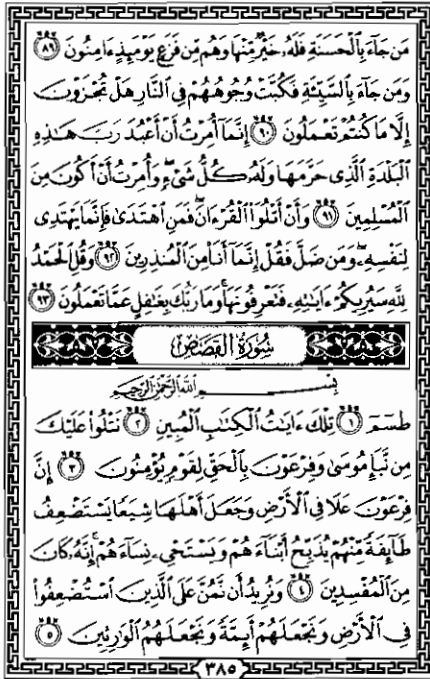 مَن جَآءَ بِٱلْحَسَنَةِ فَلَهُۥ خَيْرٌ مِّنْهَا وَهُم مِّن فَزَعٍ يَوْمَئِذٍ ءَامِنُونَ ٨٩
وَمَن جَآءَ بِٱلسَّيِّئَةِ فَكُبَّتْ وُجُوهُهُمْ فِى ٱلنَّارِ هَلْ تُجْزَوْنَ
إِلَّا مَا كُنتُمْ تَعْمَلُونَ ٩٠ إِنَّمَآ أُمِرْتُ أَنْ أَعْبُدَ رَبَّ هَـٰذِهِ
ٱلْبَلْدَةِ ٱلَّذِى حَرَّمَهَا وَلَهُۥ كُلُّ شَىْءٍ وَأُمِرْتُ أَنْ أَكُونَ مِنَ
ٱلْمُسْلِمِينَ ٩١ وَأَنْ أَتْلُوَا۟ ٱلْقُرْءَانَ فَمَنِ ٱهْتَدَىٰ فَإِنَّمَا يَهْتَدِى
لِنَفْسِهِۦ وَمَن ضَلَّ فَقُلْ إِنَّمَآ أَنَا۠ مِنَ ٱلْمُنذِرِينَ ٩٢ وَقُلِ ٱلْحَمْدُ
لِلَّهِ سَيُرِيكُمْ ءَايَـٰتِهِۦ فَتَعْرِفُونَهَا وَمَا رَبُّكَ بِغَـٰفِلٍ عَمَّا تَعْمَلُونَ ٩٣
سُورَةُ القَصَصِ
بِسْمِ ٱللَّهِ ٱلرَّحْمَـٰنِ ٱلرَّحِيمِ
طسٓمٓ ١ تِلْكَ ءَايَـٰتُ ٱلْكِتَـٰبِ ٱلْمُبِينِ ٢ نَتْلُوا۟ عَلَيْكَ
مِن نَّبَإِ مُوسَىٰ وَفِرْعَوْنَ بِٱلْحَقِّ لِقَوْمٍ يُؤْمِنُونَ ٣ إِنَّ
فِرْعَوْنَ عَلَا فِى ٱلْأَرْضِ وَجَعَلَ أَهْلَهَا شِيَعًا يَسْتَضْعِفُ
طَآئِفَةً مِّنْهُمْ يُذَبِّحُ أَبْنَآءَهُمْ وَيَسْتَحْىِۦ نِسَآءَهُمْ إِنَّهُۥ كَانَ
مِنَ ٱلْمُفْسِدِينَ ٤ وَنُرِيدُ أَن نَّمُنَّ عَلَى ٱلَّذِينَ ٱسْتُضْعِفُوا۟
فِى ٱلْأَرْضِ وَنَجْعَلَهُمْ أَئِمَّةً وَنَجْعَلَهُمُ ٱلْوَٰرِثِينَ ٥
٣٨٥